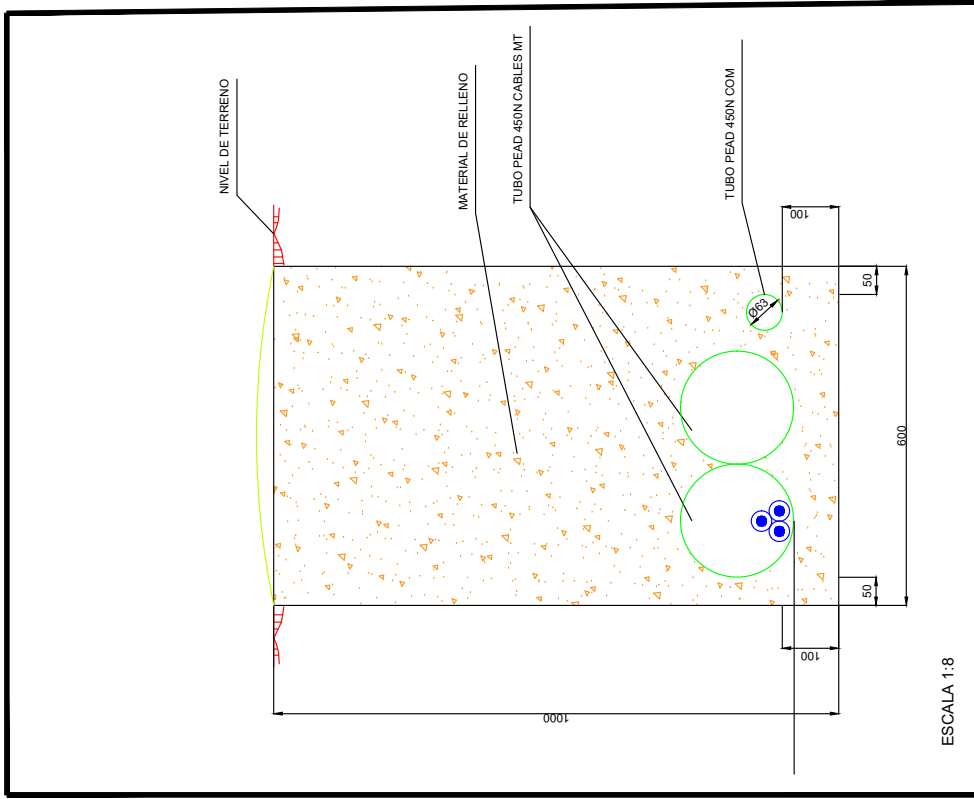 NIVEL DE TERRENO
MATERIAL DE RELLENO
TUBO PEAD 450N CABLES MT
TUBO PEAD 450N COM
Ø63
100
50
600
50
100
1000
ESCALA 1:8